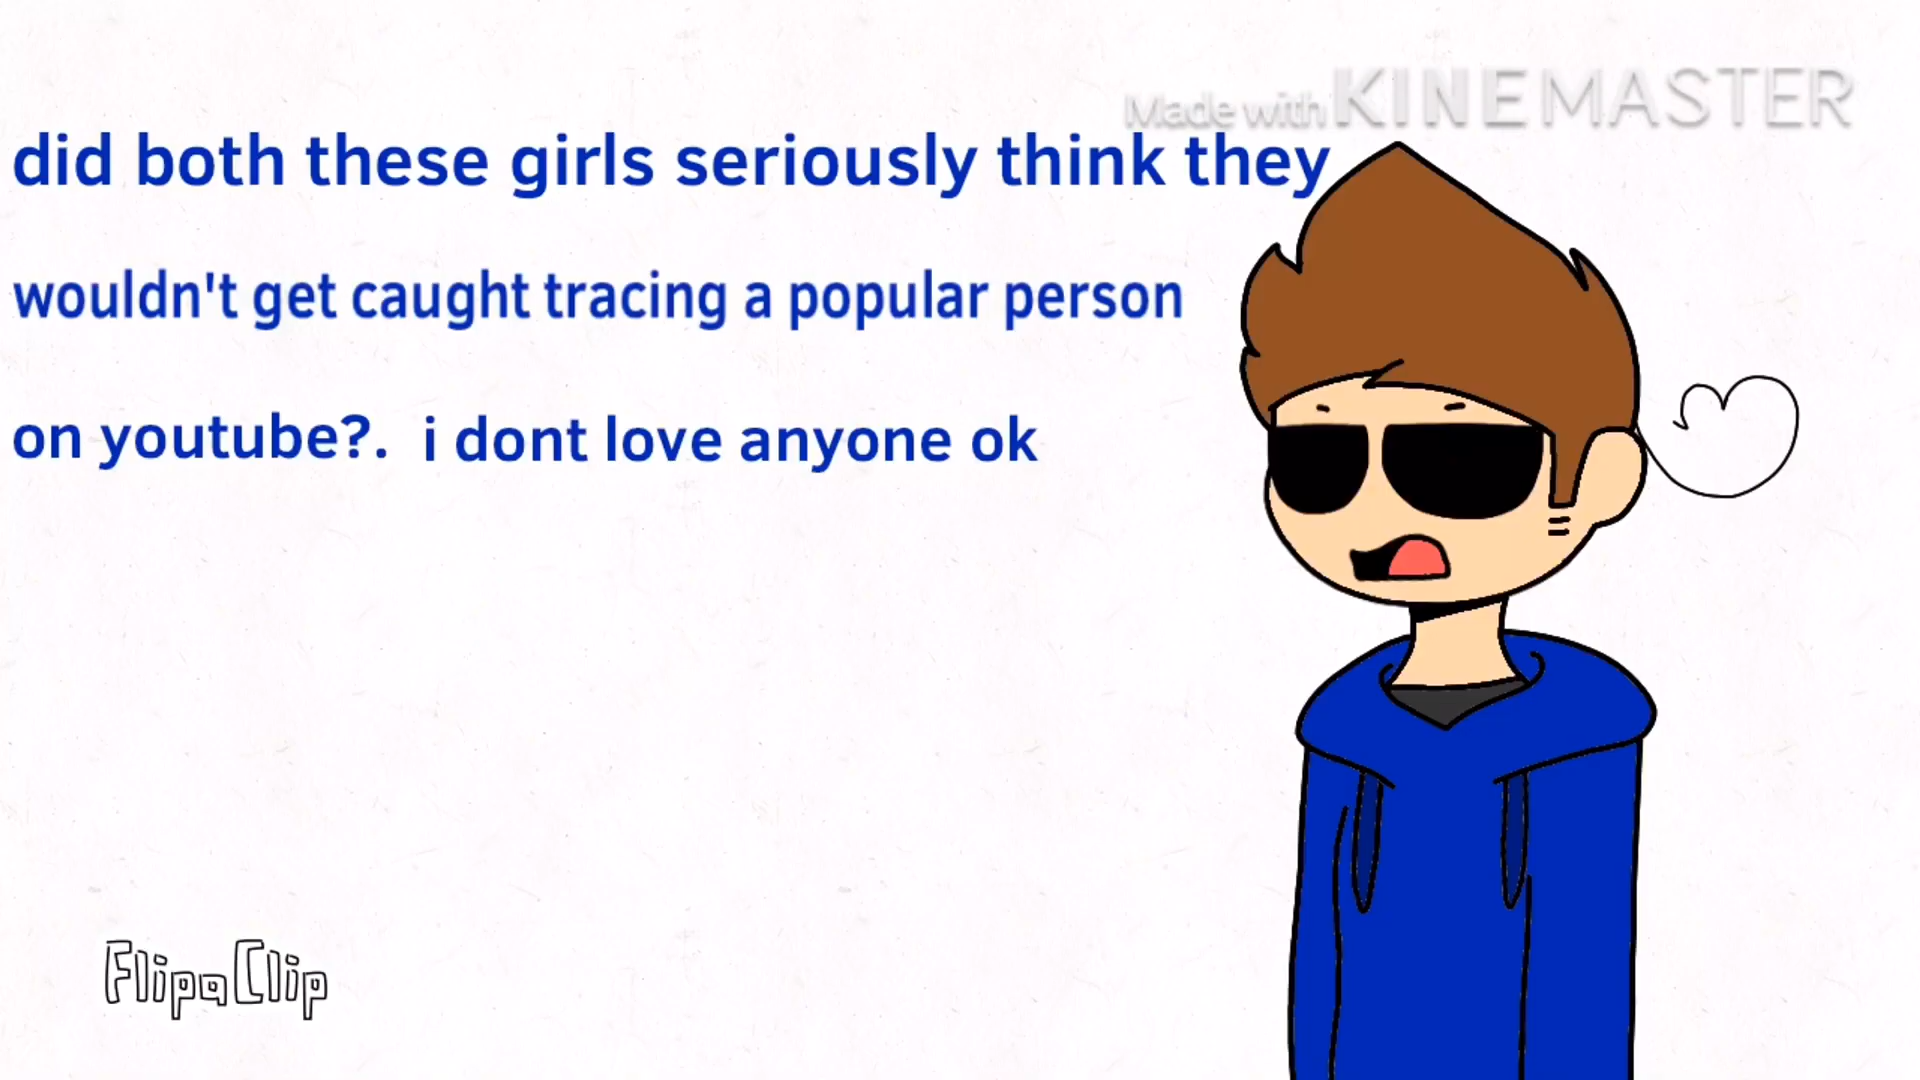 Made with KINEMASTER
did both these girls seriously think they
wouldn't get caught tracing a popular person
on youtube?. i dont love anyone ok
FlipaClip